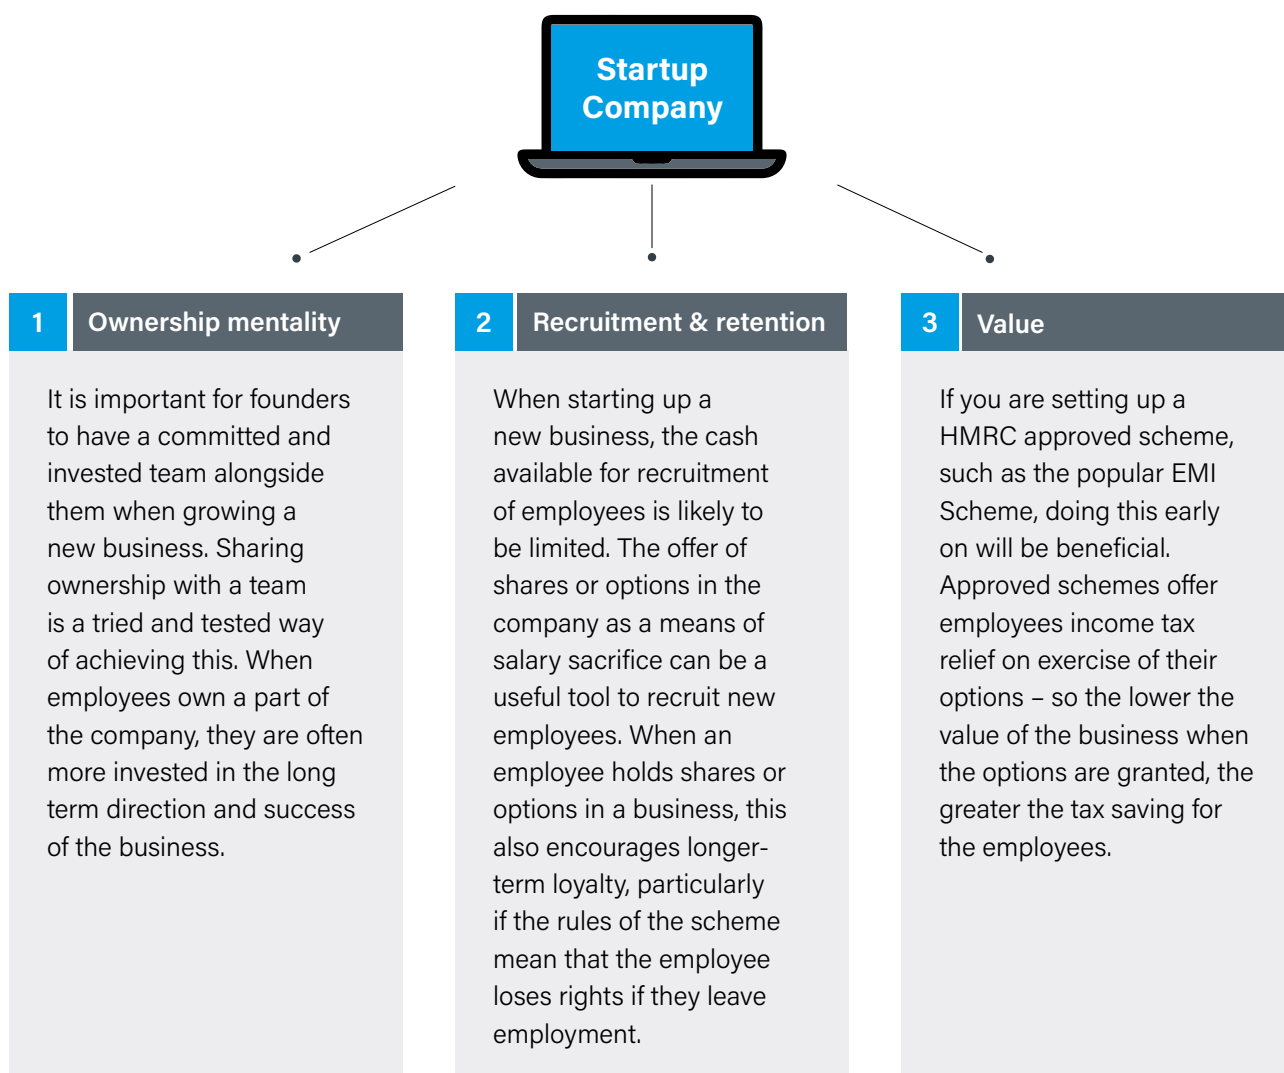 Startup
Company
1 Ownership mentality
It is important for founders
to have a committed and
invested team alongside
them when growing a
new business. Sharing
ownership with a team
is a tried and tested way
of achieving this. When
employees own a part of
the company, they are often
more invested in the long
term direction and success
of the business.
2 Recruitment & retention
When starting up a
new business, the cash
available for recruitment
of employees is likely to
be limited. The offer of
shares or options in the
company as a means of
salary sacrifice can be a
useful tool to recruit new
employees. When an
employee holds shares or
options in a business, this
also encourages longer-
term loyalty, particularly
if the rules of the scheme
mean that the employee
loses rights if they leave
employment.
3 Value
If you are setting up a
HMRC approved scheme,
such as the popular EMI
Scheme, doing this early
on will be beneficial.
Approved schemes offer
employees income tax
relief on exercise of their
options – so the lower the
value of the business when
the options are granted, the
greater the tax saving for
the employees.